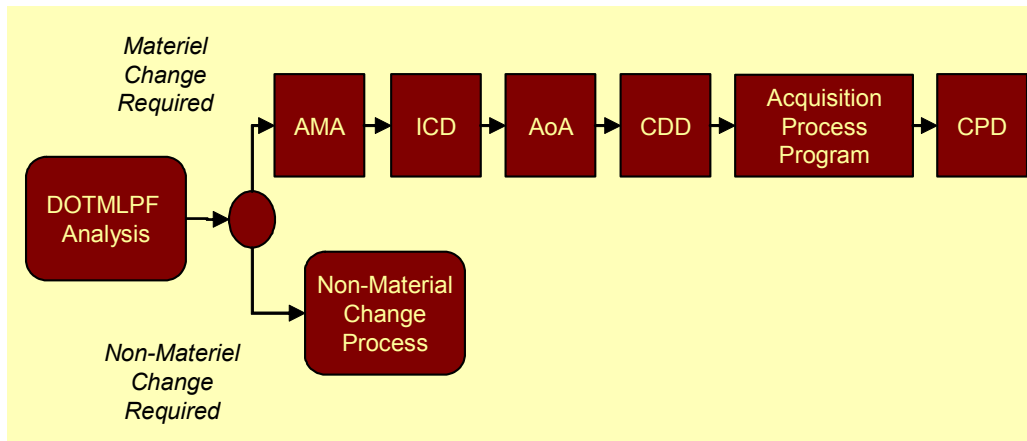 Materiel
Change
Required
AMA
ICD
AoA
CDD
Acquisition
Process
Program
CPD
DOTMLPF
Analysis
Non-Material
Change
Process
Non-Materiel
Change
Required